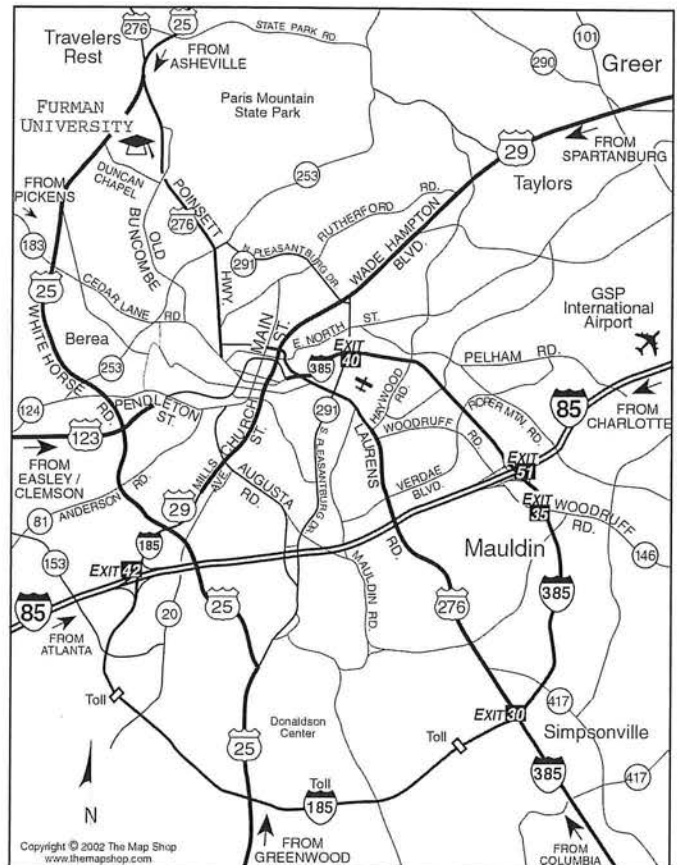 276
25
STATE PARK RD.
101
Travelers
Rest
FROM
ASHEVILLE
290
Greer
Paris Mountain
State Park
FURMAN
UNIVERSITY
29
FROM
SPARTANBURG
DUNCAN
CHAPEL
253
Taylors
FROM
PICKENS
POINSETT
HWY.
276
RUTHERFORD RD.
183
OLD
BUNCOMBE
291
N. PLEASANTBURG DR.
WADE HAMPTON
BLVD.
25
CEDAR LANE RD
GSP
International
Airport
MAIN
ST.
E. NORTH ST.
Berea
WHITE HORSE RD.
253
EXIT
40
385
PELHAM RD.
HAYWOOD
RD.
124
PENDLETON
ST.
291
ROPER MTN. RD.
85
FROM
CHARLOTTE
123
CHURCH
ST.
S. PLEASANTBURG DR.
LAURENS
RD.
WOODRUFF
RD.
FROM
EASLEY /
CLEMSON
MILLS
AVE.
AUGUSTA
RD.
VERDAE
BLVD.
EXIT
51
ANDERSON RD.
29
EXIT
35
WOODRUFF
RD.
81
185
Mauldin
146
153
EXIT 42
MAULDIN RD.
85
20
25
276
385
FROM
ATLANTA
417
Toll
Donaldson
Center
EXIT 30
Simpsonville
25
Toll
417
Toll
185
385
N
FROM
GREENWOOD
FROM
COLUMBIA
Copyright © 2002 The Map Shop
www.themapshop.com